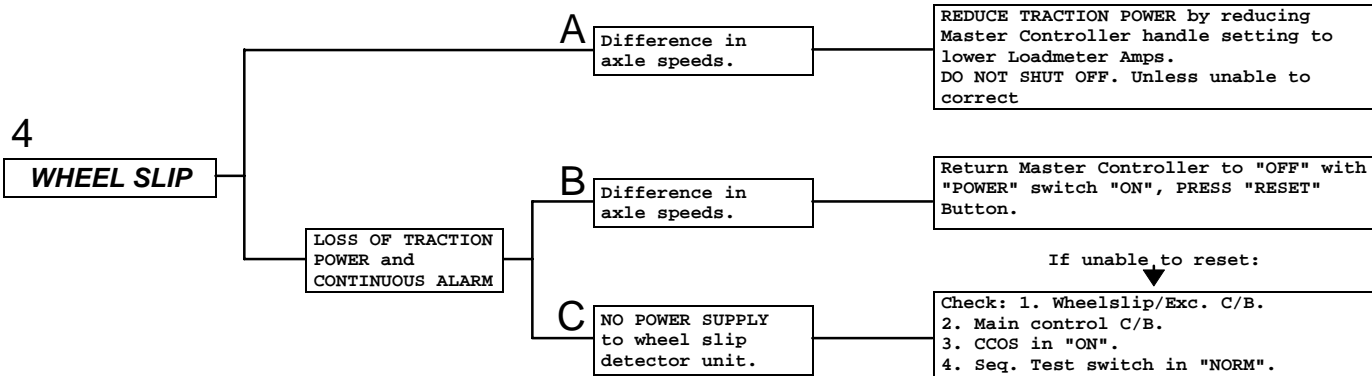 4
WHEEL SLIP
A
Difference in
axle speeds.
REDUCE TRACTION POWER by reducing
Master Controller handle setting to
lower Loadmeter Amps.
DO NOT SHUT OFF. Unless unable to
correct
LOSS OF TRACTION
POWER and
CONTINUOUS ALARM
B
Difference in
axle speeds.
Return Master Controller to "OFF" with
"POWER" switch "ON", PRESS "RESET"
Button.
If unable to reset:
C
NO POWER SUPPLY
to wheel slip
detector unit.
Check: 1. Wheelslip/Exc. C/B.
2. Main control C/B.
3. CCOS in "ON".
4. Seq. Test switch in "NORM".